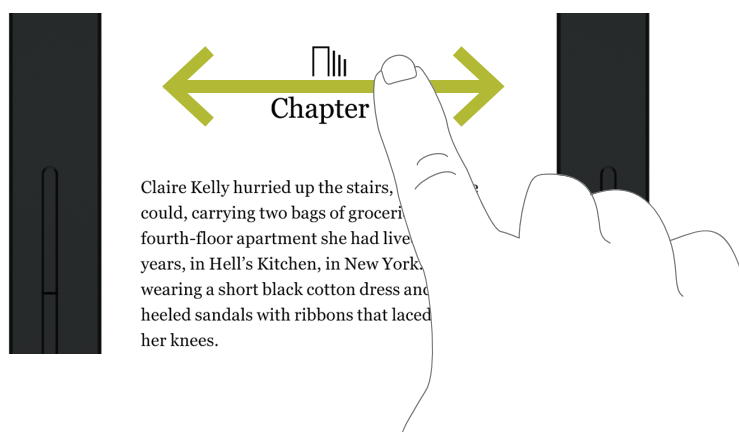 Chapter
Claire Kelly hurried up the stairs,
could, carrying two bags of groceri
fourth-floor apartment she had live
years, in Hell's Kitchen, in New York.
wearing a short black cotton dress and
heeled sandals with ribbons that laced
her knees.